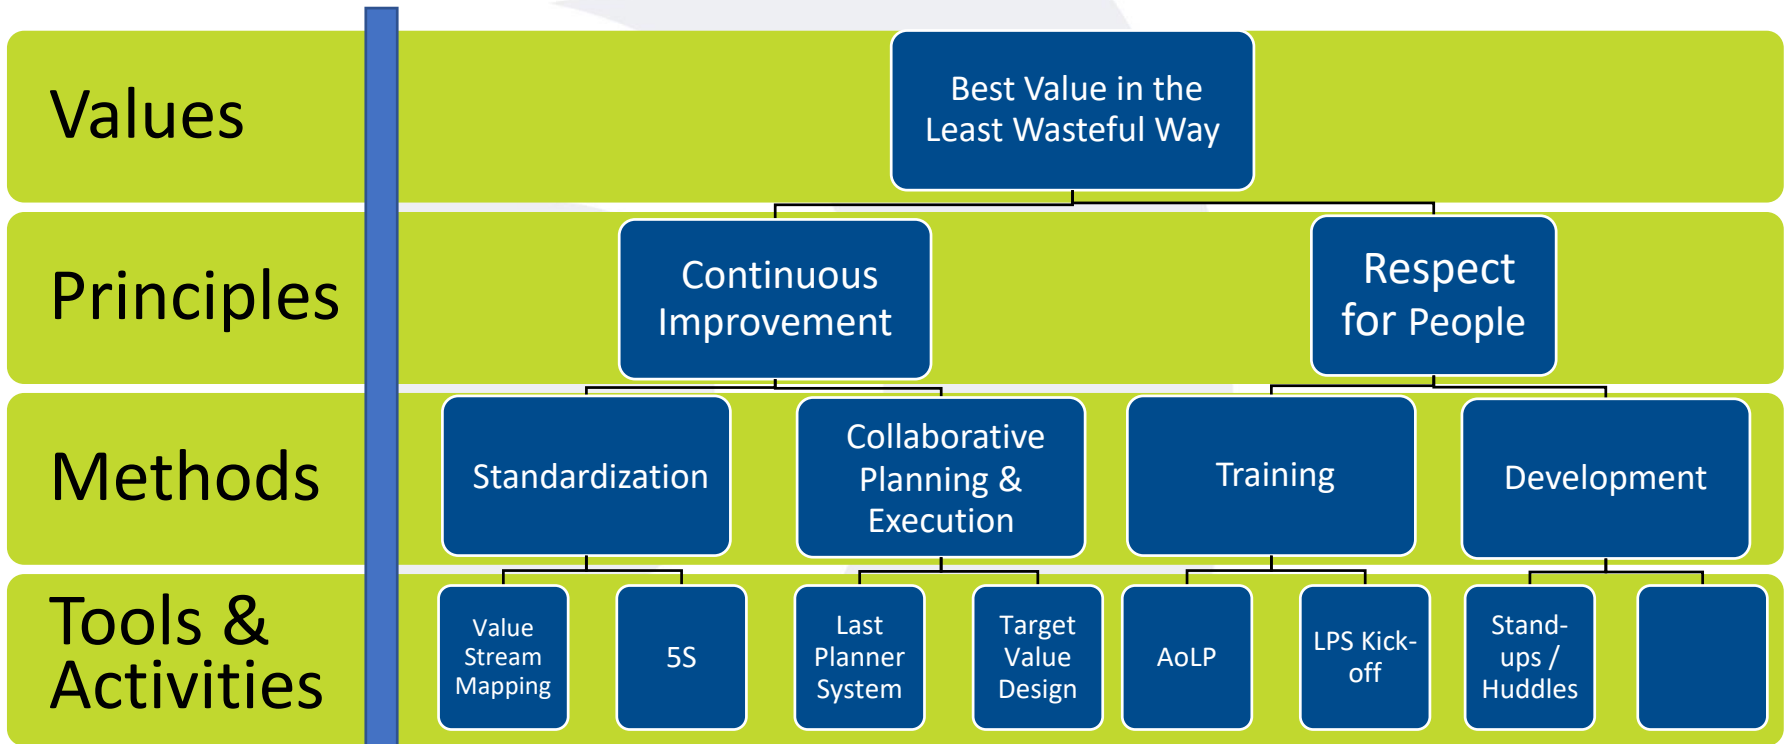 Values
Best Value in the
Least Wasteful Way
Principles
Continuous
Improvement
Respect
for People
Methods
Standardization
Collaborative
Planning &
Execution
Training
Development
Tools &
Activities
Value
Stream
Mapping
5S
Last
Planner
System
Target
Value
Design
AoLP
LPS Kick-
off
Stand-
ups /
Huddles